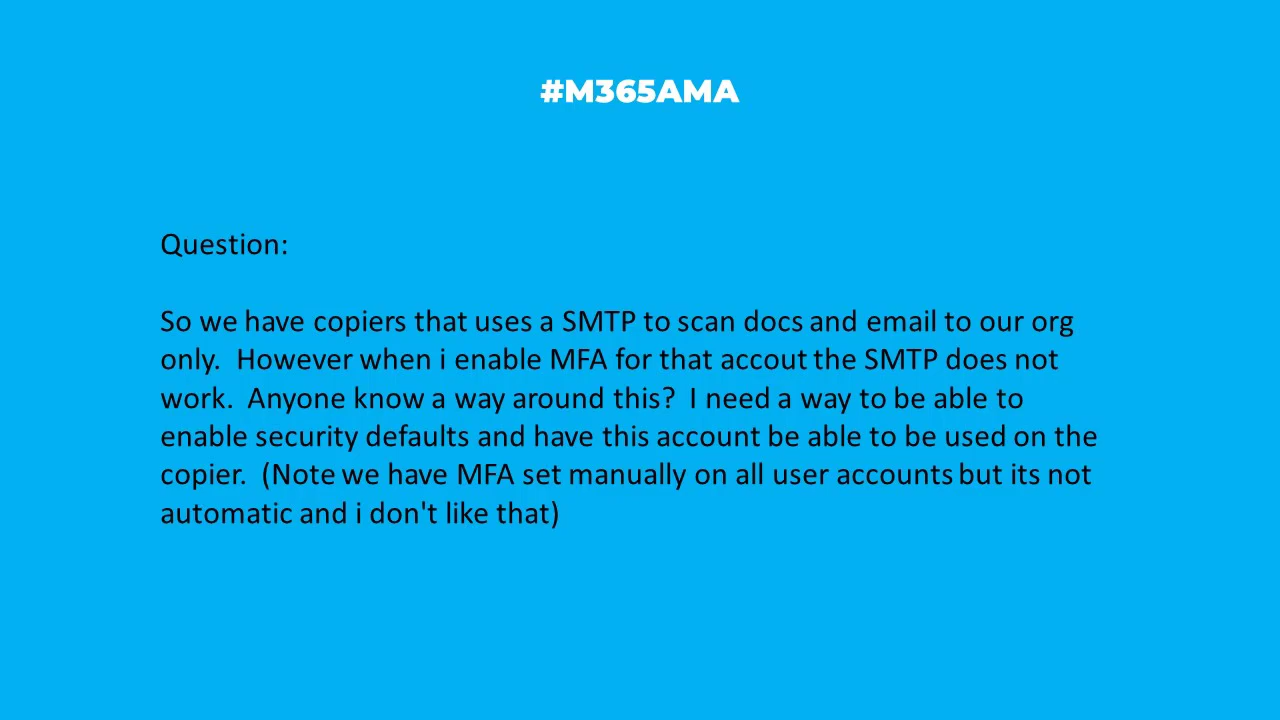 #M365AMA
Question:
So we have copiers that uses a SMTP to scan docs and email to our org
only.  However when i enable MFA for that accout the SMTP does not
work.  Anyone know a way around this?  I need a way to be able to
enable security defaults and have this account be able to be used on the
copier.  (Note we have MFA set manually on all user accounts but its not
automatic and i don't like that)